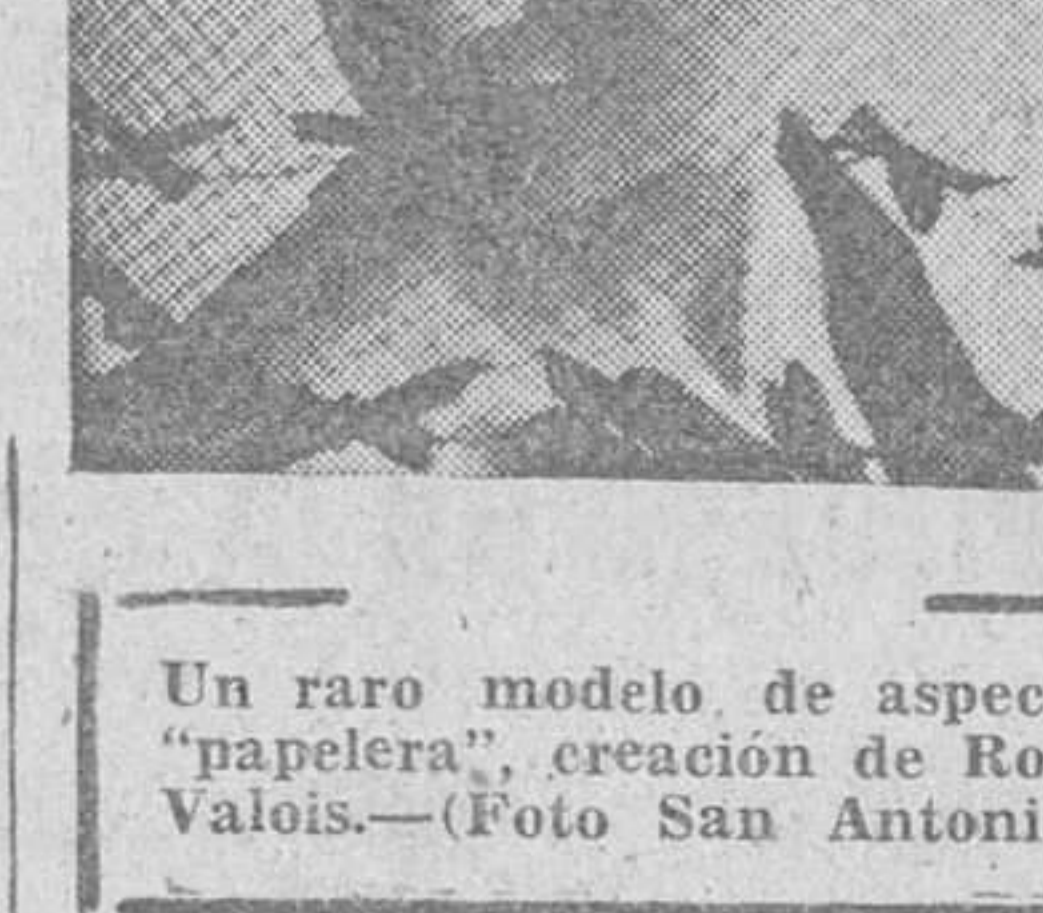 Un raro modelo de aspec
“papelera”, creación de Ro
Valois.—(Foto San Antoni